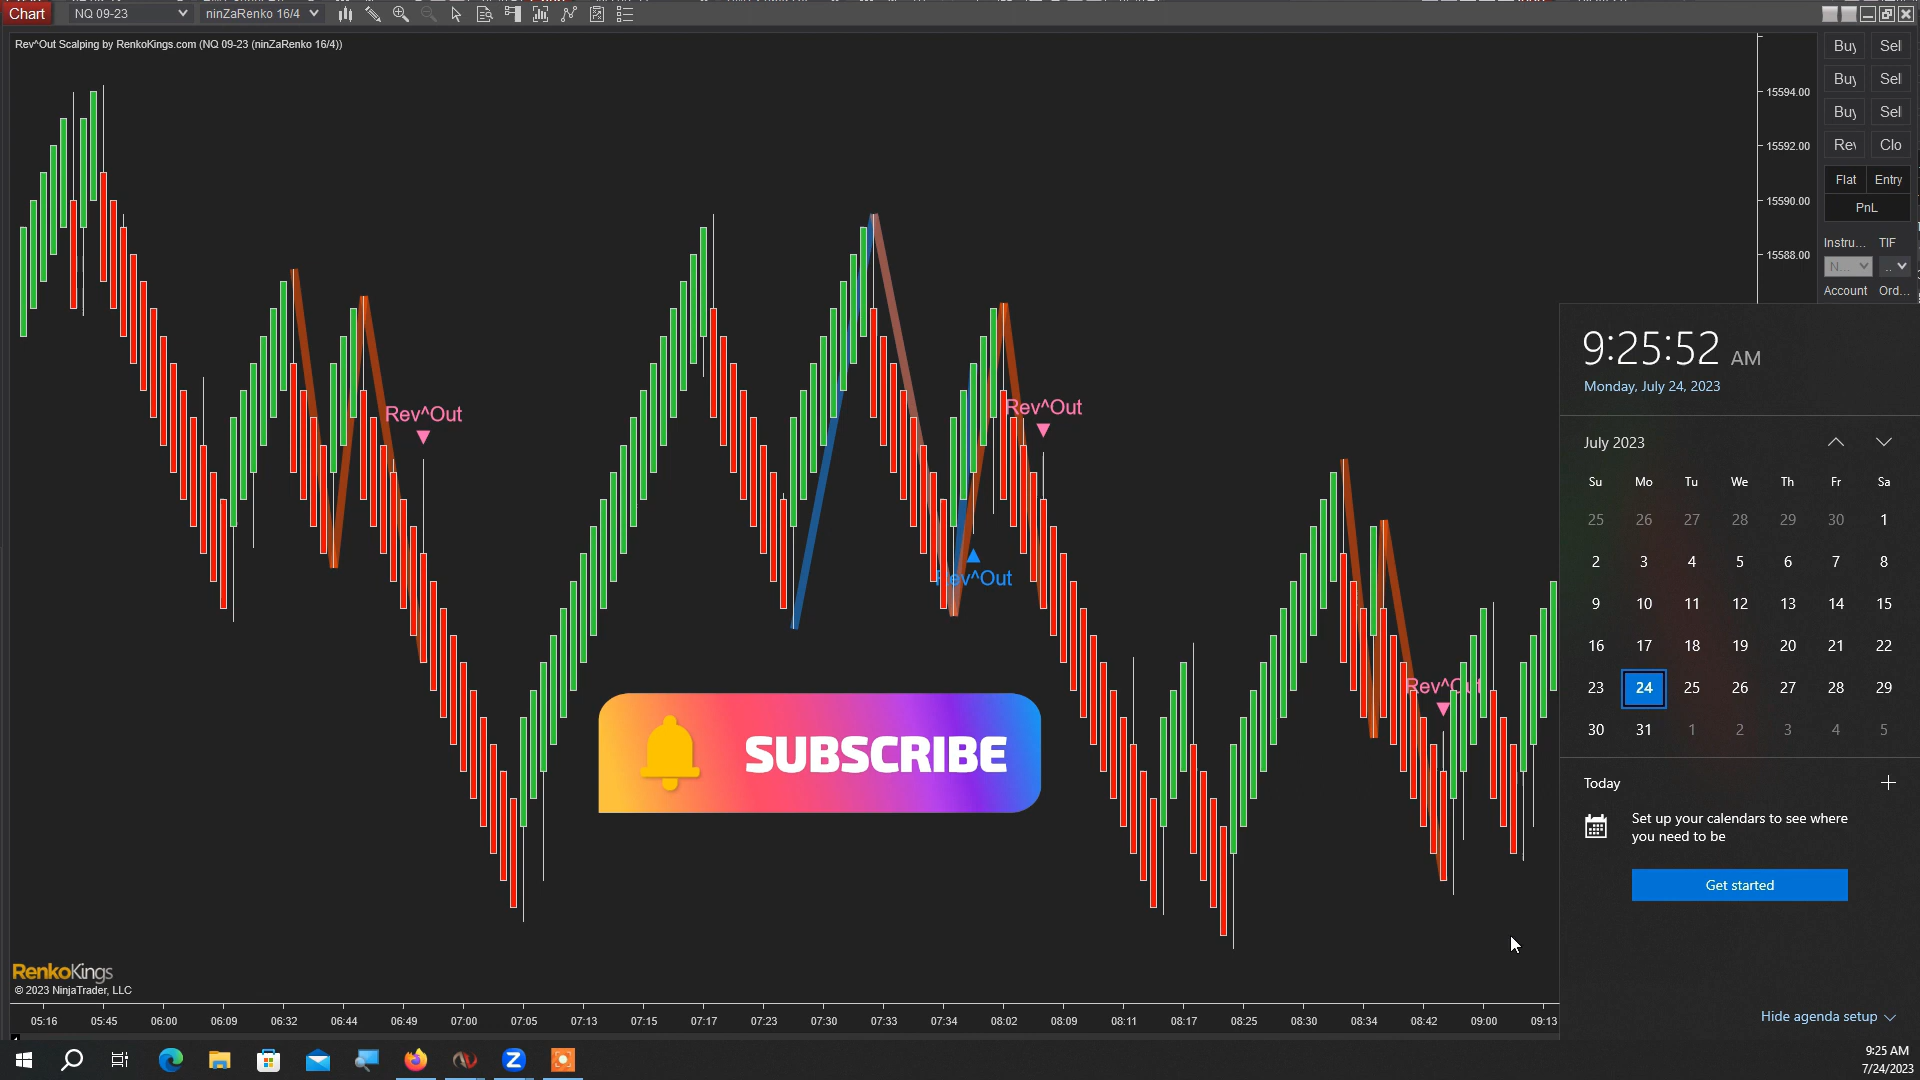 Chart
NQ 09-23
ninZaRenko 16/4
Rev^Out Scalping by RenkoKings.com (NQ 09-23 (ninZaRenko 16/4))
Buy Sell
Buy Sell
Buy Sell
Rev Clo
Flat Entry
PnL
Instru... TIF
N... ..
Account Ord...
15594.00
15592.00
15590.00
15588.00
Rev^Out
Rev^Out
Rev^Out
Rev^Out
SUBSCRIBE
RenkoKings
© 2023 NinjaTrader, LLC
05:16 05:45 06:00 06:09 06:32 06:44 06:49 07:00 07:05 07:13 07:15 07:17 07:23 07:30 07:33 07:34 08:02 08:09 08:11 08:17 08:25 08:30 08:34 08:42 09:00 09:13
9:25:52 AM
Monday, July 24, 2023
July 2023
Su Mo Tu We Th Fr Sa
25 26 27 28 29 30 1
2 3 4 5 6 7 8
9 10 11 12 13 14 15
16 17 18 19 20 21 22
23 24 25 26 27 28 29
30 31 1 2 3 4 5
Today
Set up your calendars to see where
you need to be
Get started
Hide agenda setup
9:25 AM
7/24/2023